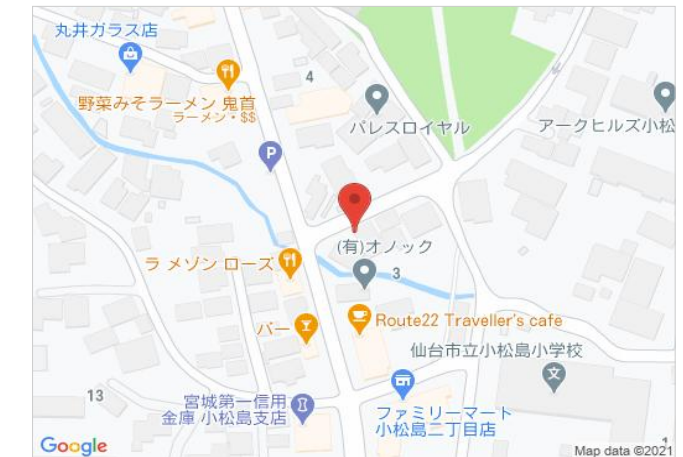 丸井ガラス店
4
野菜みそラーメン 鬼首
ラーメン・$$
パレスロイヤル
アークヒルズ小松
P
(有)オノック
ラ メゾン ローズ
3
バー
Route22 Traveller's cafe
仙台市立小松島小学校
文
13
宮城第一信用
金庫 小松島支店
ファミリーマート
小松島二丁目店
1
Google
Map data ©2021